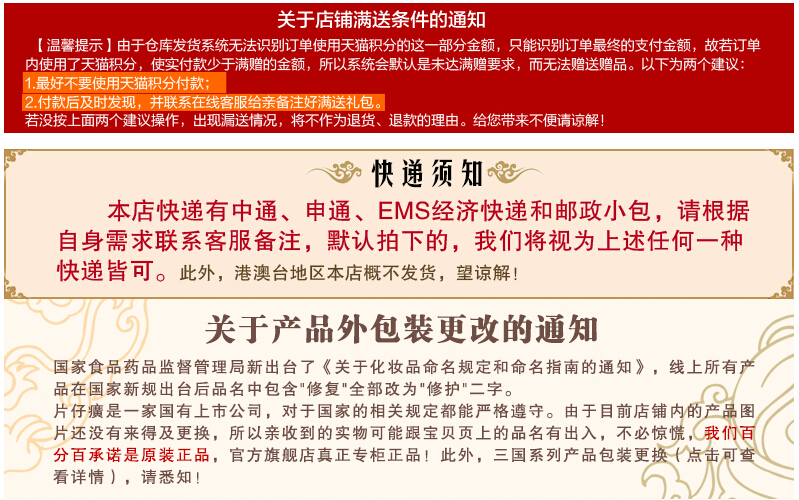 关于店铺满送条件的通知
【温馨提示】由于仓库发货系统无法识别订单使用天猫积分的这一部分金额，只能识别订单最终的支付金额，故若订单
内使用了天猫积分，使实付款少于满赠的金额，所以系统会默认是未达满赠要求，而无法赠送赠品。以下为两个建议：
1.最好不要使用天猫积分付款；
2.付款后及时发现，并联系在线客服给亲备注好满送礼包。
若没按上面两个建议操作，出现漏送情况，将不作为退货、退款的理由。给您带来不便请谅解！
快递须知
本店快递有中通、申通、EMS经济快递和邮政小包，请根据
自身需求联系客服备注，默认拍下的，我们将视为上述任何一种
快递皆可。此外，港澳台地区本店概不发货，望谅解！
关于产品外包装更改的通知
国家食品药品监督管理局新出台了《关于化妆品命名规定和命名指南的通知》，线上所有产
品在国家新规出台后品名中包含"修复"全部改为"修护"二字。
片仔癀是一家国有上市公司，对于国家的相关规定都能严格遵守。由于目前店铺内的产品图
片还没有来得及更换，所以亲收到的实物可能跟宝贝页上的品名有出入，不必惊慌，我们百
分百承诺是原装正品，官方旗舰店真正专柜正品！此外，三国系列产品包装更换（点击可查
看详情），请悉知！